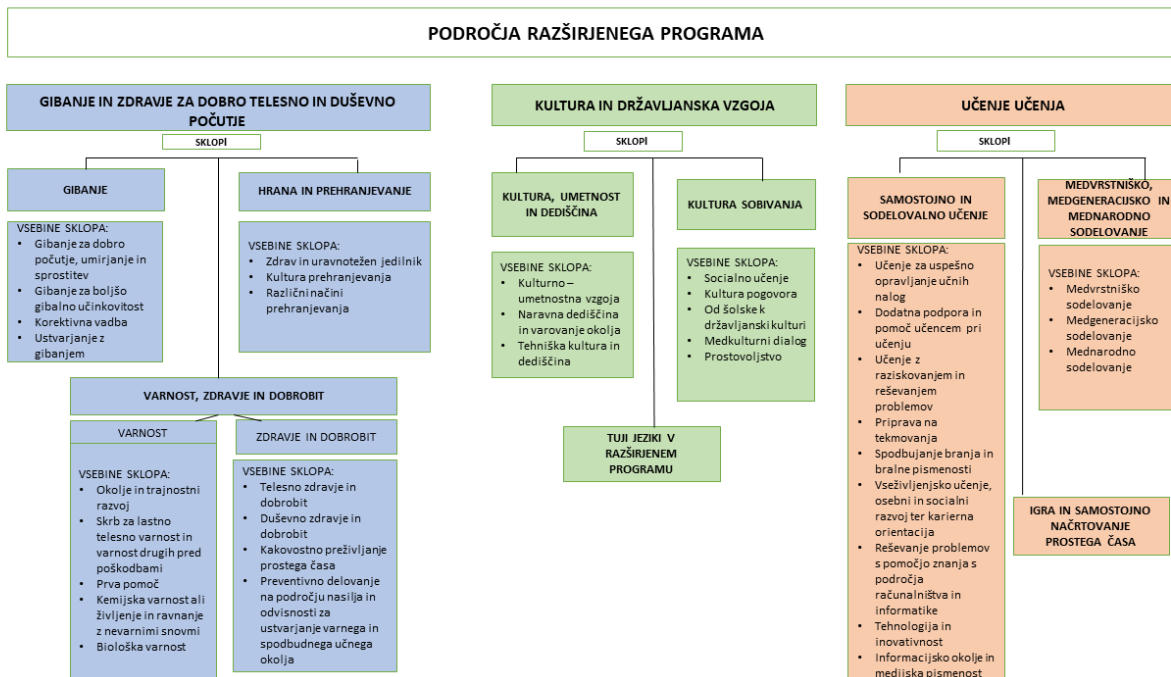 PODROČJA RAZŠIRJENEGA PROGRAMA
GIBANJE IN ZDRAVJE ZA DOBRO TELESNO IN DUŠEVNO
POČUTJE
SKLOPI
GIBANJE
VSEBINE SKLOPA:
• Gibanje za dobro
počutje, umirjanje in
sprostitev
• Gibanje za boljšo
gibalno učinkovitost
• Korektivna vadba
• Ustvarjanje z
gibanjem
HRANA IN PREHRANJEVANJE
VSEBINE SKLOPA:
• Zdrav in uravnotežen jedilnik
• Kultura prehranjevanja
• Različni načini
prehranjevanja
VARNOST, ZDRAVJE IN DOBROBIT
VARNOST
VSEBINE SKLOPA:
• Okolje in trajnostni
razvoj
• Skrb za lastno
telesno varnost in
varnost drugih pred
poškodbami
• Prva pomoč
• Kemijska varnost ali
življenje in ravnanje
z nevarnimi snovmi
• Biološka varnost
ZDRAVJE IN DOBROBIT
VSEBINE SKLOPA:
• Telesno zdravje in
dobrobit
• Duševno zdravje in
dobrobit
• Kakovostno preživljanje
prostega časa
• Preventivno delovanje
na področju nasilja in
odvisnosti za
ustvarjanje varnega in
spodbudnega učnega
okolja
KULTURA IN DRŽAVLJANSKA VZGOJA
SKLOPI
KULTURA, UMETNOST
IN DEDIŠČINA
VSEBINE SKLOPA:
• Kulturno –
umetnostna vzgoja
• Naravna dediščina
in varovanje okolja
• Tehniška kultura in
dediščina
KULTURA SOBIVANJA
VSEBINE SKLOPA:
• Socialno učenje
• Kultura pogovora
• Od šolske k
državljanski kulturi
• Medkulturni dialog
• Prostovoljstvo
TUJI JEZIKI V
RAZŠIRJENEM
PROGRAMU
UČENJE UČENJA
SKLOPI
SAMOSTOJNO IN
SODELOVALNO UČENJE
VSEBINE SKLOPA:
• Učenje za uspešno
opravljanje učnih
nalog
• Dodatna podpora in
pomoč učencem pri
učenju
• Učenje z
raziskovanjem in
reševanjem
problemov
• Priprava na
tekmovanja
• Spodbujanje branja in
bralne pismenosti
• Vseživljenjsko učenje,
osebni in socialni
razvoj ter karierna
orientacija
• Reševanje problemov
s pomočjo znanja s
področja
računalništva in
informatike
• Tehnologija in
inovativnost
• Informacijsko okolje in
medijska pismenost
MEDVRSTNIŠKO,
MEDGENERACIJSKO IN
MEDNARODNO
SODELOVANJE
VSEBINE SKLOPA:
• Medvrstniško
sodelovanje
• Medgeneracijsko
sodelovanje
• Mednarodno
sodelovanje
IGRA IN SAMOSTOJNO
NAČRTOVANJE
PROSTEGA ČASA